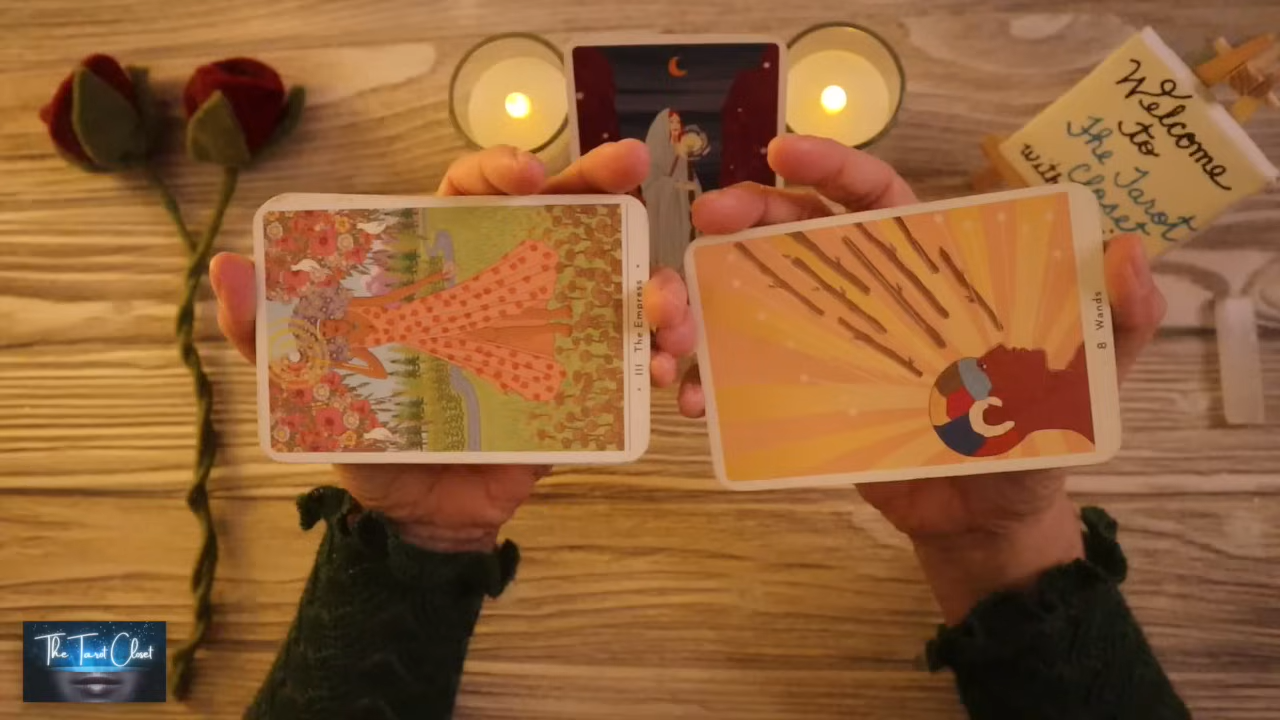 Welcome
to
The Tarot
Closet
with
· III The Empress ·
8 Wands
The Tarot Closet